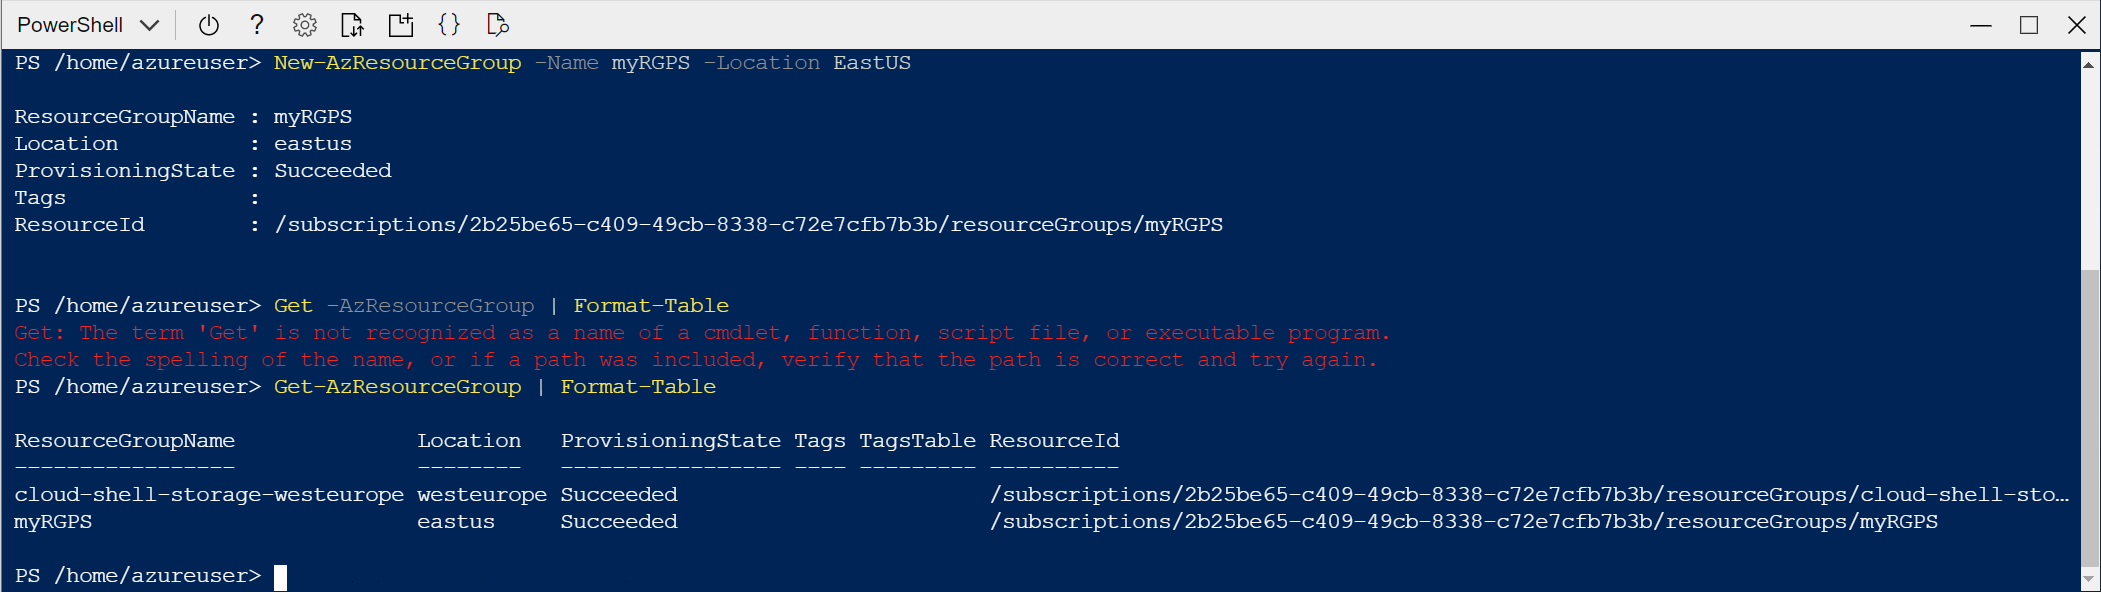 PowerShell
PS /home/azureuser> New-AzResourceGroup -Name myRGPS -Location EastUS
ResourceGroupName : myRGPS
Location          : eastus
ProvisioningState : Succeeded
Tags              :
ResourceId        : /subscriptions/2b25be65-c409-49cb-8338-c72e7cfb7b3b/resourceGroups/myRGPS
PS /home/azureuser> Get -AzResourceGroup | Format-Table
Get: The term 'Get' is not recognized as a name of a cmdlet, function, script file, or executable program.
Check the spelling of the name, or if a path was included, verify that the path is correct and try again.
PS /home/azureuser> Get-AzResourceGroup | Format-Table
ResourceGroupName              Location   ProvisioningState Tags TagsTable ResourceId
-----------------              --------   ----------------- ---- --------- ----------
cloud-shell-storage-westeurope westeurope Succeeded                        /subscriptions/2b25be65-c409-49cb-8338-c72e7cfb7b3b/resourceGroups/cloud-shell-sto…
myRGPS                         eastus     Succeeded                        /subscriptions/2b25be65-c409-49cb-8338-c72e7cfb7b3b/resourceGroups/myRGPS
PS /home/azureuser>